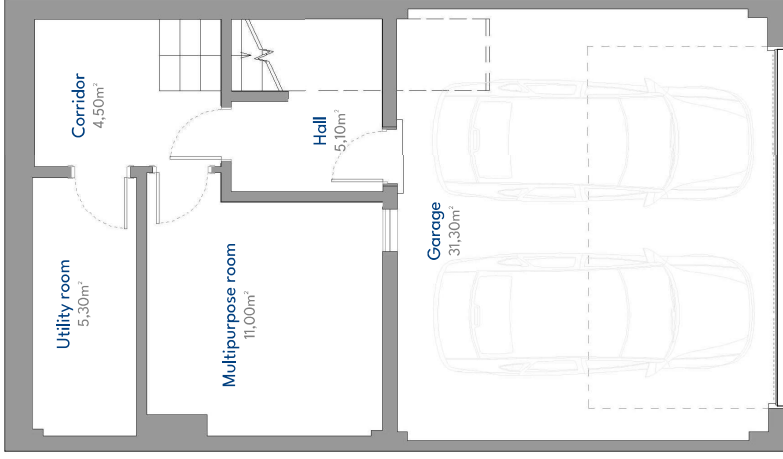 Corridor
4,50m²
Hall
5,10m²
Garage
31,30m²
Utility room
5,30m²
Multipurpose room
11,00m²